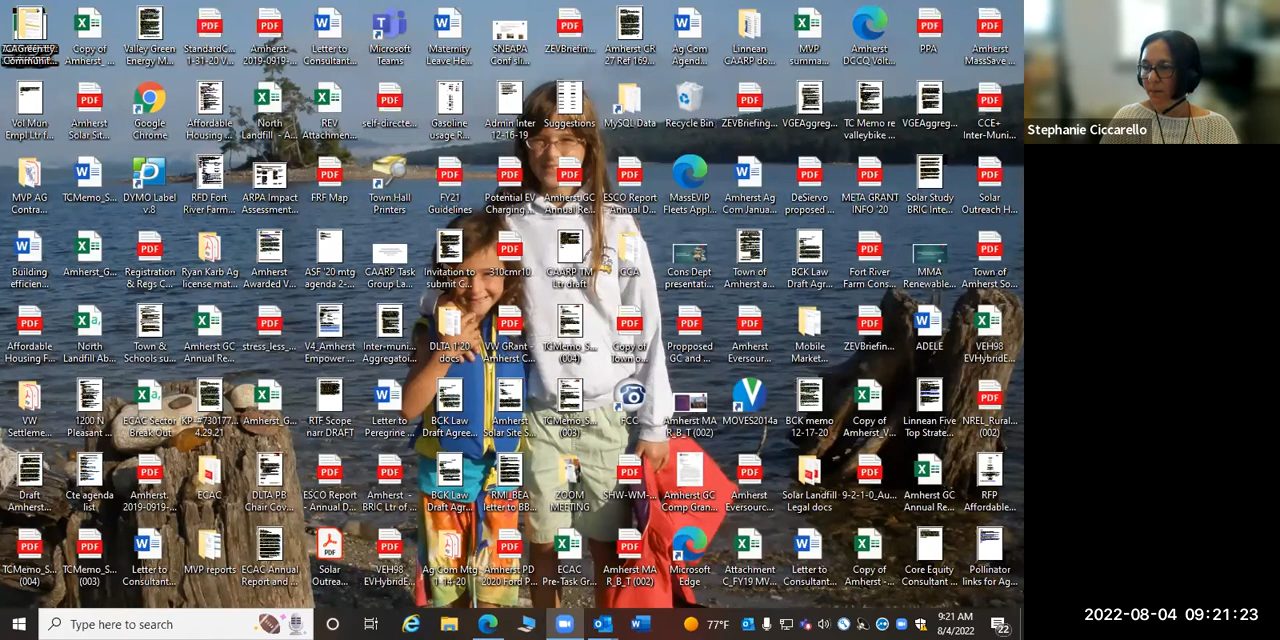 Copy of Amherst_...
Valley Green Energy M...
StandardC... 1-31-20 V...
Amherst. 2019-0919-...
Letter to Consultant...
Microsoft Teams
Maternity Leave He...
SNEAPA Conf sli...
ZEVBriefin...
Amherst GR 27 Ref 169...
Ag Com Agend...
Linnean CAARP do...
MVP summa...
Amherst DCCQ Volt...
PPA
Amherst MassSave ...
Vol Mun Empl Ltr f...
Amherst Solar Sit...
Google Chrome
Affordable Housing ...
North Landfill - A...
REV Attachmen...
self-directe...
Gasoline usage R...
Admin Inter 12-16-19
Suggestions
MySQL Data
Recycle Bin
ZEVBriefing...
VGEAggreg...
TC Memo re valleybike ...
VGEAggreg...
CCE+ Inter-Muni...
MVP AG Contra...
TCMemo_S...
DYMO Label v.8
RFD Fort River Farm...
ARPA Impact Assessment...
FRF Map
Town Hall Printers
FY21 Guidelines
Potential EV Charging ...
Amherst GC Annual Re...
ESCO Report Annual D...
MassEVIP Fleets Appl...
Amherst Ag Com Janua...
DeSiervo proposed ...
META GRANT INFO '20
Solar Study BRIC Inte...
Solar Outreach H...
Building efficien...
Amherst_G...
Registration & Regs C...
Ryan Karb Ag license mat...
Amherst Awarded V...
ASF '20 mtg agenda 2-...
CAARP Task Group La...
Invitation to submit C...
310cmr10...
CAARP TM Ltr draft
CCA
Cons Dept presentati...
Town of Amherst a...
BCK Law Draft Agr...
Fort River Farm Cons...
MMA Renewable...
Town of Amherst So...
Affordable Housing F...
North Landfill Ab...
Town & Schools su...
Amherst GC Annual Re...
stress_less_...
V4_Amherst Empower ...
Inter-muni Aggregatoi...
DLTA 1'20 docs
VW GRant - Amherst C...
TCMemo_S... (004)
Copy of Town o...
Propposed GC and ...
Amherst Eversour...
Mobile Market...
ZEVBriefin...
ADELE
VEH98 EVHybridE...
VW Settleme...
1200 N Pleasant ...
ECAC Sector Break Out
KP_#730177... 4.29.21
Amherst_G...
RTF Scope narr DRAFT
Letter to Peregrine ...
BCK Law Draft Agree...
Amherst Solar Site S...
TCMemo_S... (003)
FCC
Amherst MA R_B_T (002)
MOVES2014a
BCK memo 12-17-20
Copy of Amherst_V...
Linnean Five Top Strate...
NREL_Rural... (002)
Draft Amherst...
Cte agenda list
Amherst. 2019-0919-...
ECAC
DLTA PB Chair Cov...
ESCO Report - Annual D...
Amherst - BRIC Ltr of ...
BCK Law Draft Agr...
RMI_BEA letter to BB...
ZOOM MEETING
SHW-WM-...
Amherst GC Comp Gran...
Amherst Eversourc...
Solar Landfill Legal docs
9-2-1-0_Au...
Amherst GC Annual Re...
RFP Affordable...
TCMemo_S... (004)
TCMemo_S... (003)
Letter to Consultant...
MVP reports
ECAC Annual Report and ...
Solar Outrea...
VEH98 EVHybridE...
Ag Com Mtg 1-14-20
Amherst PD 2020 Ford P...
ECAC Pre-Task Gr...
Amherst MA R_B_T (002)
Microsoft Edge
Attachment C_FY19 MV...
Letter to Consultant...
Copy of Amherst -...
Core Equity Consultant ...
Pollinator links for Ag...
Type here to search
77°F
9:21 AM
8/4/2022
22
Stephanie Ciccarello
2022-08-04 09:21:23